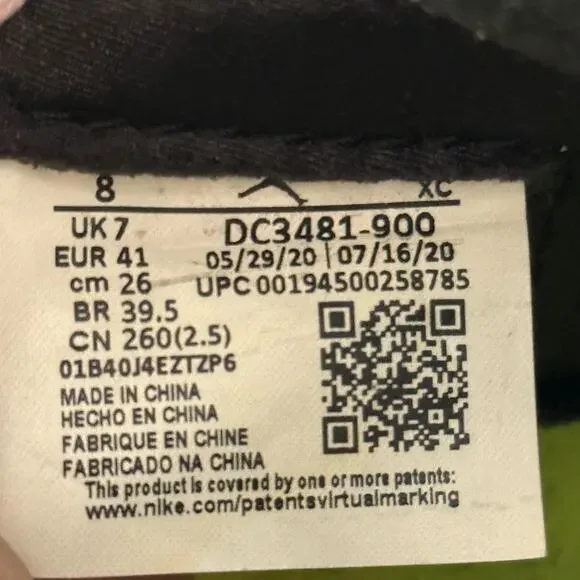 8 XC
UK 7 DC3481-900
EUR 41 05/29/20 | 07/16/20
cm 26 UPC 00194500258785
BR 39.5
CN 260(2.5)
01B40J4EZTZP6
MADE IN CHINA
HECHO EN CHINA
FABRIQUE EN CHINE
FABRICADO NA CHINA
This product is covered by one or more patents:
www.nike.com/patentsvirtualmarking